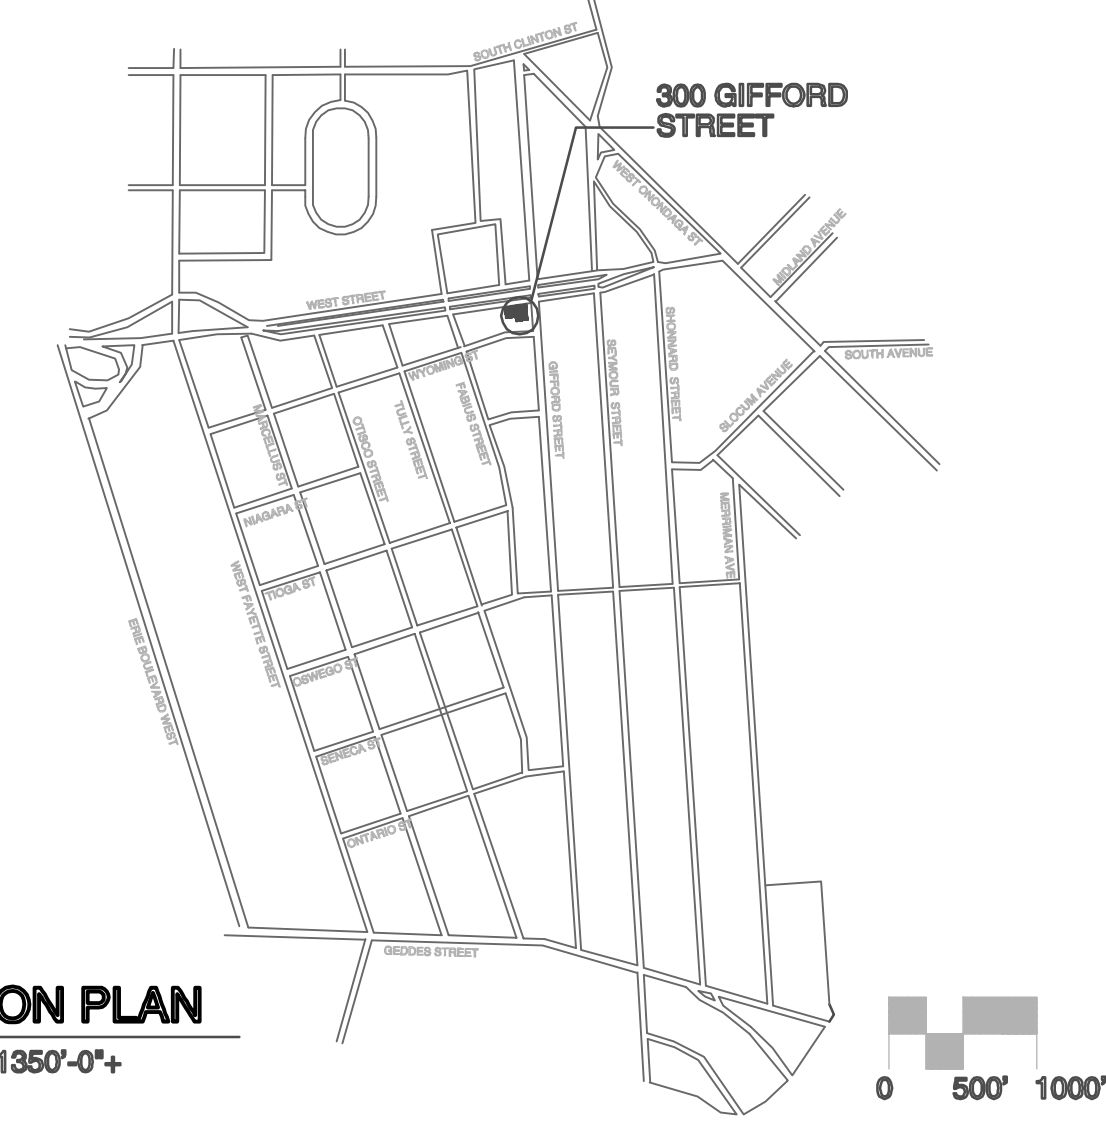 SOUTH CLINTON ST
300 GIFFORD
STREET
WEST ONONDAGA ST
MIDLAND AVENUE
WEST STREET
SOUTH AVENUE
SHONNARD STREET
SEYMOUR STREET
GIFFORD STREET
WYOMING ST
FABIUS STREET
TULLY STREET
OTISCO STREET
MARCELLUS ST
SLOCUM AVENUE
NIAGARA ST
MERRIMAN AVE
TIOGA ST
WEST FAYETTE STREET
ERIE BOULEVARD WEST
OSWEGO ST
SENECA ST
ONTARIO ST
GEDDES STREET
ON PLAN
1350'-0"+
0 500' 1000'